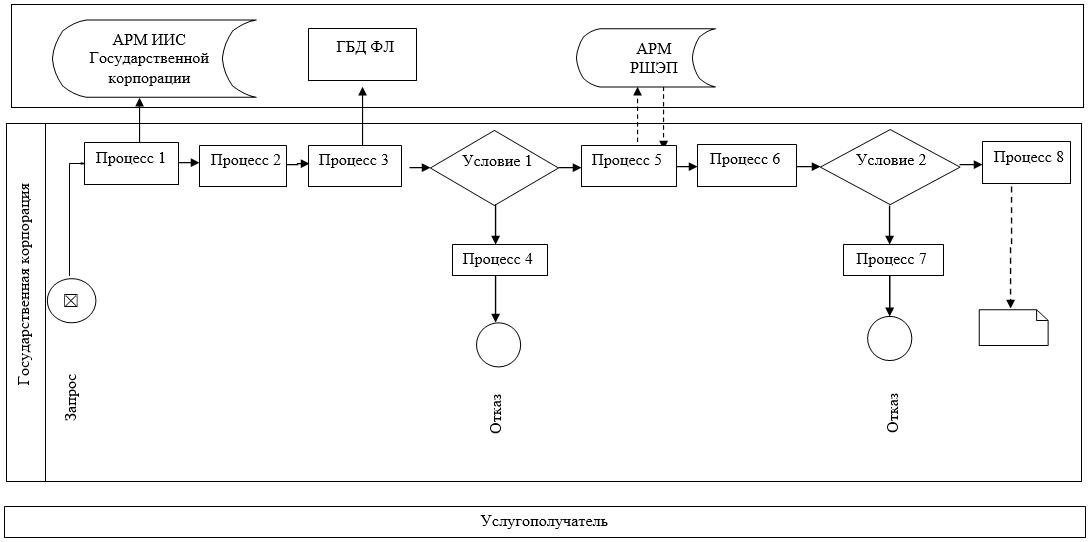 АРМ ИИС
Государственной
корпорации
ГБД ФЛ
АРМ
РШЭП
Государственная корпорация
Запрос
Процесс 1
Процесс 2
Процесс 3
Условие 1
Процесс 5
Процесс 6
Условие 2
Процесс 8
Процесс 4
Процесс 7
Отказ
Отказ
Услугополучатель